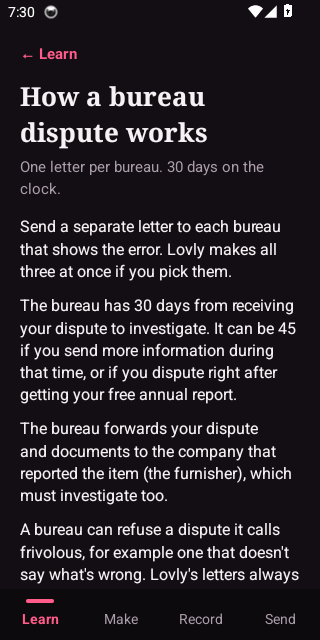 7:30
← Learn
How a bureau
dispute works
One letter per bureau. 30 days on the
clock.
Send a separate letter to each bureau
that shows the error. Lovly makes all
three at once if you pick them.
The bureau has 30 days from receiving
your dispute to investigate. It can be 45
if you send more information during
that time, or if you dispute right after
getting your free annual report.
The bureau forwards your dispute
and documents to the company that
reported the item (the furnisher), which
must investigate too.
A bureau can refuse a dispute it calls
frivolous, for example one that doesn't
say what's wrong. Lovly's letters always
Learn
Make
Record
Send